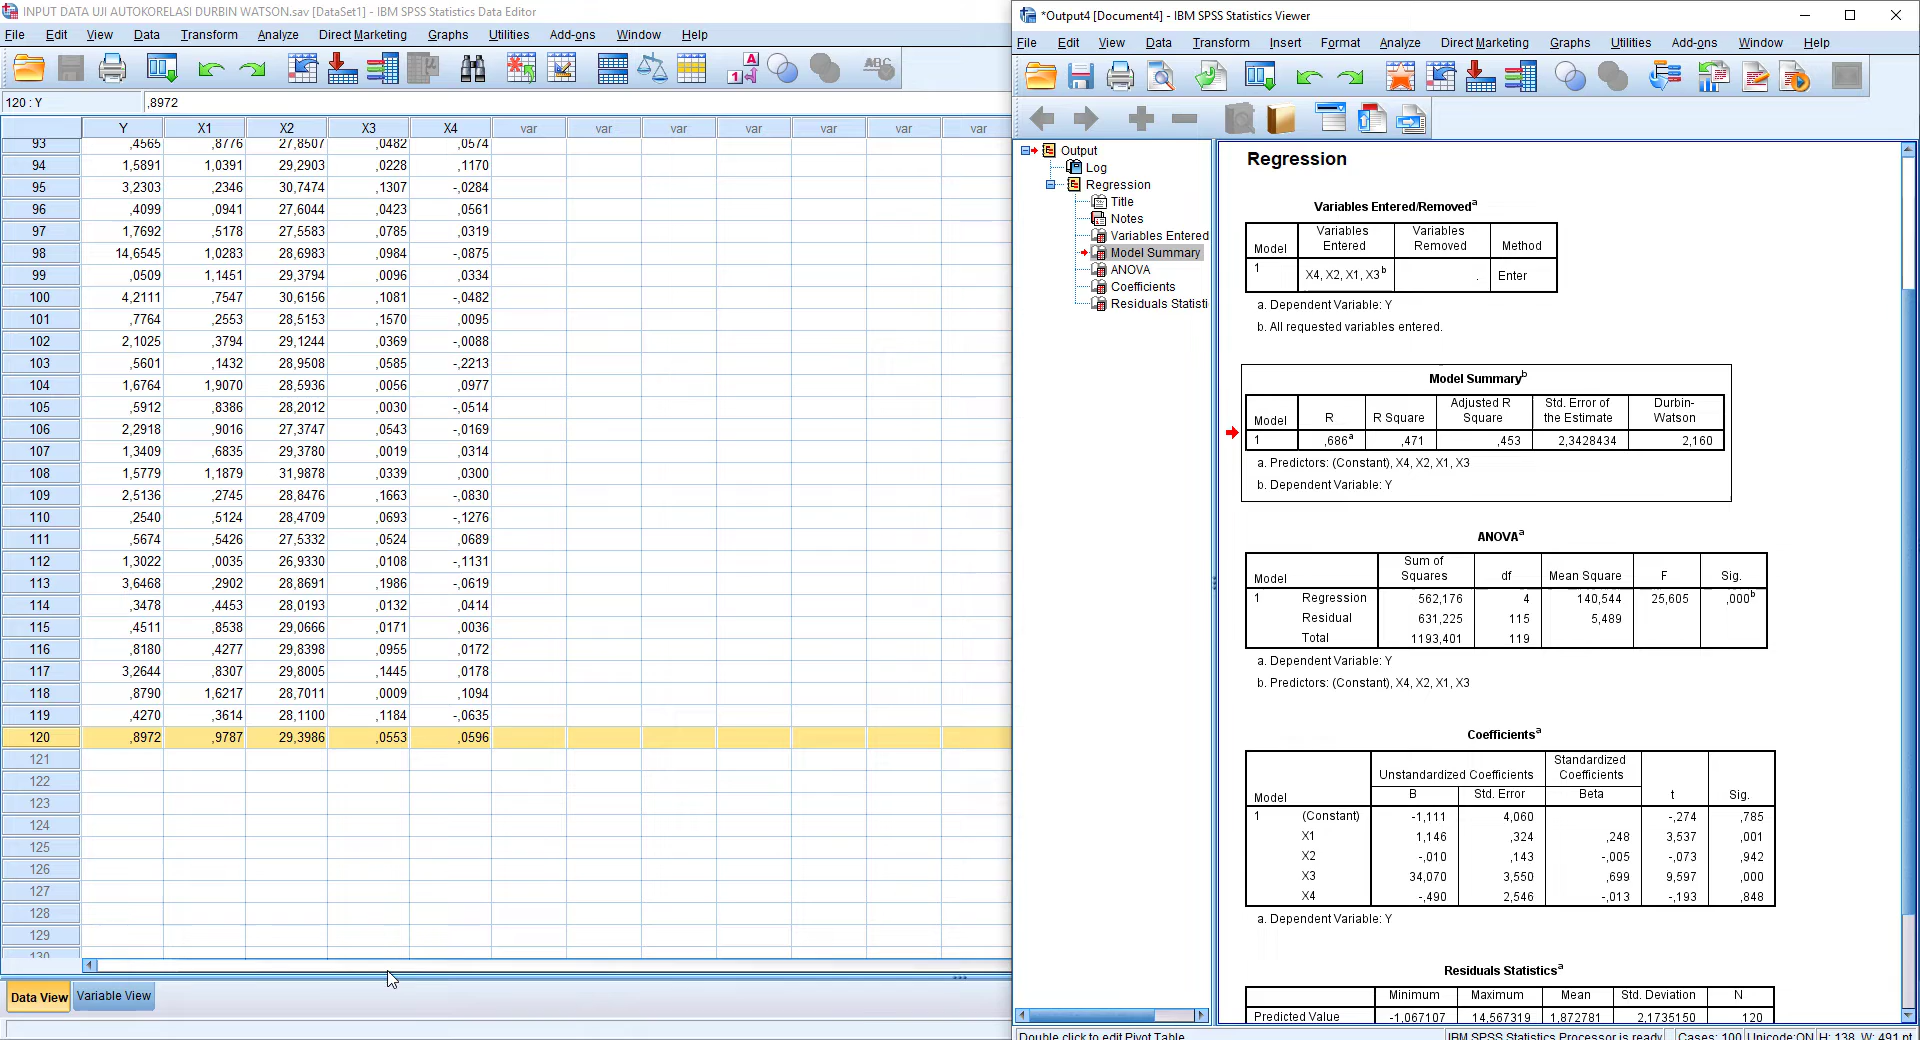 INPUT DATA UJI AUTOKORELASI DURBIN WATSON.sav [DataSet1] - IBM SPSS Statistics Data Editor
File Edit View Data Transform Analyze Direct Marketing Graphs Utilities Add-ons Window Help
120 : Y ,8972
Y X1 X2 X3 X4 var var var var var var var
93 ,4565 ,8776 27,8507 ,0482 ,0574
94 1,5891 1,0391 29,2903 ,0228 ,1170
95 3,2303 ,2346 30,7474 ,1307 -,0284
96 ,4099 ,0941 27,6044 ,0423 ,0561
97 1,7692 ,5178 27,5583 ,0785 ,0319
98 14,6545 1,0283 28,6983 ,0984 -,0875
99 ,0509 1,1451 29,3794 ,0096 ,0334
100 4,2111 ,7547 30,6156 ,1081 -,0482
101 ,7764 ,2553 28,5153 ,1570 ,0095
102 2,1025 ,3794 29,1244 ,0369 -,0088
103 ,5601 ,1432 28,9508 ,0585 -,2213
104 1,6764 1,9070 28,5936 ,0056 ,0977
105 ,5912 ,8386 28,2012 ,0030 -,0514
106 2,2918 ,9016 27,3747 ,0543 -,0169
107 1,3409 ,6835 29,3780 ,0019 ,0314
108 1,5779 1,1879 31,9878 ,0339 ,0300
109 2,5136 ,2745 28,8476 ,1663 -,0830
110 ,2540 ,5124 28,4709 ,0693 -,1276
111 ,5674 ,5426 27,5332 ,0524 ,0689
112 1,3022 ,0035 26,9330 ,0108 -,1131
113 3,6468 ,2902 28,8691 ,1986 -,0619
114 ,3478 ,4453 28,0193 ,0132 ,0414
115 ,4511 ,8538 29,0666 ,0171 ,0036
116 ,8180 ,4277 29,8398 ,0955 ,0172
117 3,2644 ,8307 29,8005 ,1445 ,0178
118 ,8790 1,6217 28,7011 ,0009 ,1094
119 ,4270 ,3614 28,1100 ,1184 -,0635
120 ,8972 ,9787 29,3986 ,0553 ,0596
121
122
123
124
125
126
127
128
129
130
Data View Variable View
*Output4 [Document4] - IBM SPSS Statistics Viewer
File Edit View Data Transform Insert Format Analyze Direct Marketing Graphs Utilities Add-ons Window Help
Output
Log
Regression
Title
Notes
Variables Entered
Model Summary
ANOVA
Coefficients
Residuals Statisti
Regression
Variables Entered/Removedᵃ
Model Variables Entered Variables Removed Method
1 X4, X2, X1, X3ᵇ . Enter
a. Dependent Variable: Y
b. All requested variables entered.
Model Summaryᵇ
Model R R Square Adjusted R Square Std. Error of the Estimate Durbin-Watson
1 ,686ᵃ ,471 ,453 2,3428434 2,160
a. Predictors: (Constant), X4, X2, X1, X3
b. Dependent Variable: Y
ANOVAᵃ
Model Sum of Squares df Mean Square F Sig.
1 Regression 562,176 4 140,544 25,605 ,000ᵇ
Residual 631,225 115 5,489
Total 1193,401 119
a. Dependent Variable: Y
b. Predictors: (Constant), X4, X2, X1, X3
Coefficientsᵃ
Model Unstandardized Coefficients Standardized Coefficients t Sig.
B Std. Error Beta
1 (Constant) -1,111 4,060 -,274 ,785
X1 1,146 ,324 ,248 3,537 ,001
X2 -,010 ,143 -,005 -,073 ,942
X3 34,070 3,550 ,699 9,597 ,000
X4 -,490 2,546 -,013 -,193 ,848
a. Dependent Variable: Y
Residuals Statisticsᵃ
Minimum Maximum Mean Std. Deviation N
Predicted Value -1,067107 14,567319 1,872781 2,1735150 120
Double click to edit Pivot Table IBM SPSS Statistics Processor is ready Cases: 100 Unicode:ON H: 138, W: 491 pt